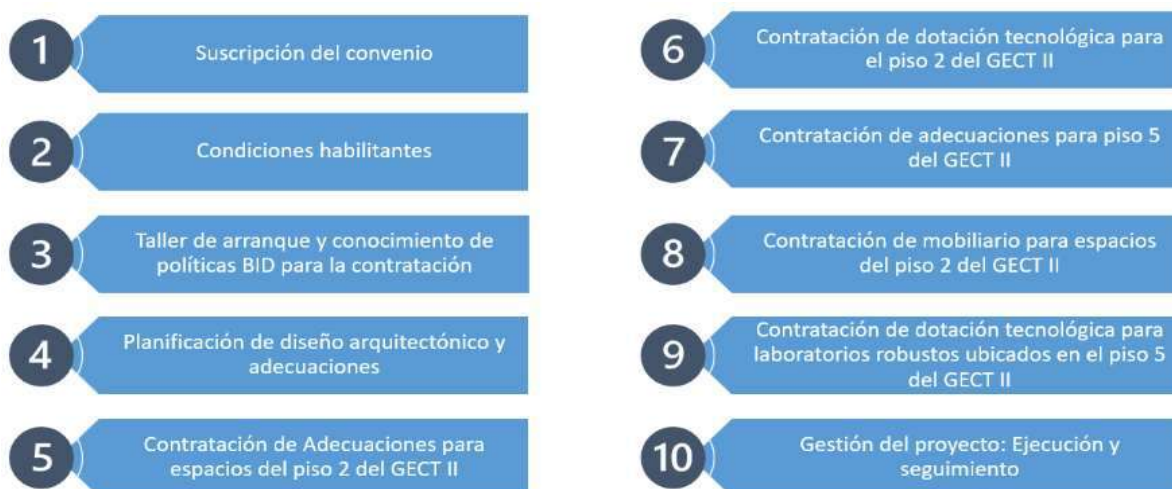 1
Suscripción del convenio
2
Condiciones habilitantes
3
Taller de arranque y conocimiento de
políticas BID para la contratación
4
Planificación de diseño arquitectónico y
adecuaciones
5
Contratación de Adecuaciones para
espacios del piso 2 del GECT II
6
Contratación de dotación tecnológica para
el piso 2 del GECT II
7
Contratación de adecuaciones para piso 5
del GECT II
8
Contratación de mobiliario para espacios
del piso 2 del GECT II
9
Contratación de dotación tecnológica para
laboratorios robustos ubicados en el piso 5
del GECT II
10
Gestión del proyecto: Ejecución y
seguimiento